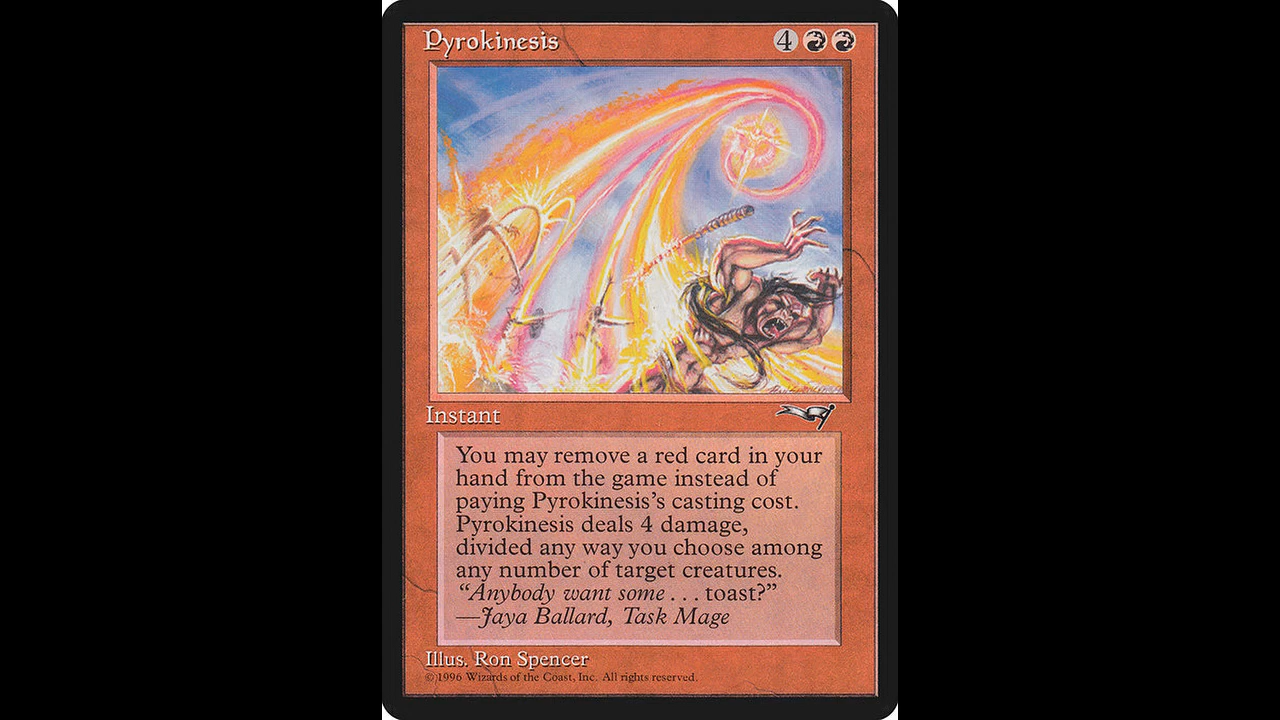 Pyrokinesis 4
Instant
You may remove a red card in your
hand from the game instead of
paying Pyrokinesis's casting cost.
Pyrokinesis deals 4 damage,
divided any way you choose among
any number of target creatures.
“Anybody want some . . . toast?”
—Jaya Ballard, Task Mage
Illus. Ron Spencer
©1996 Wizards of the Coast, Inc. All rights reserved.